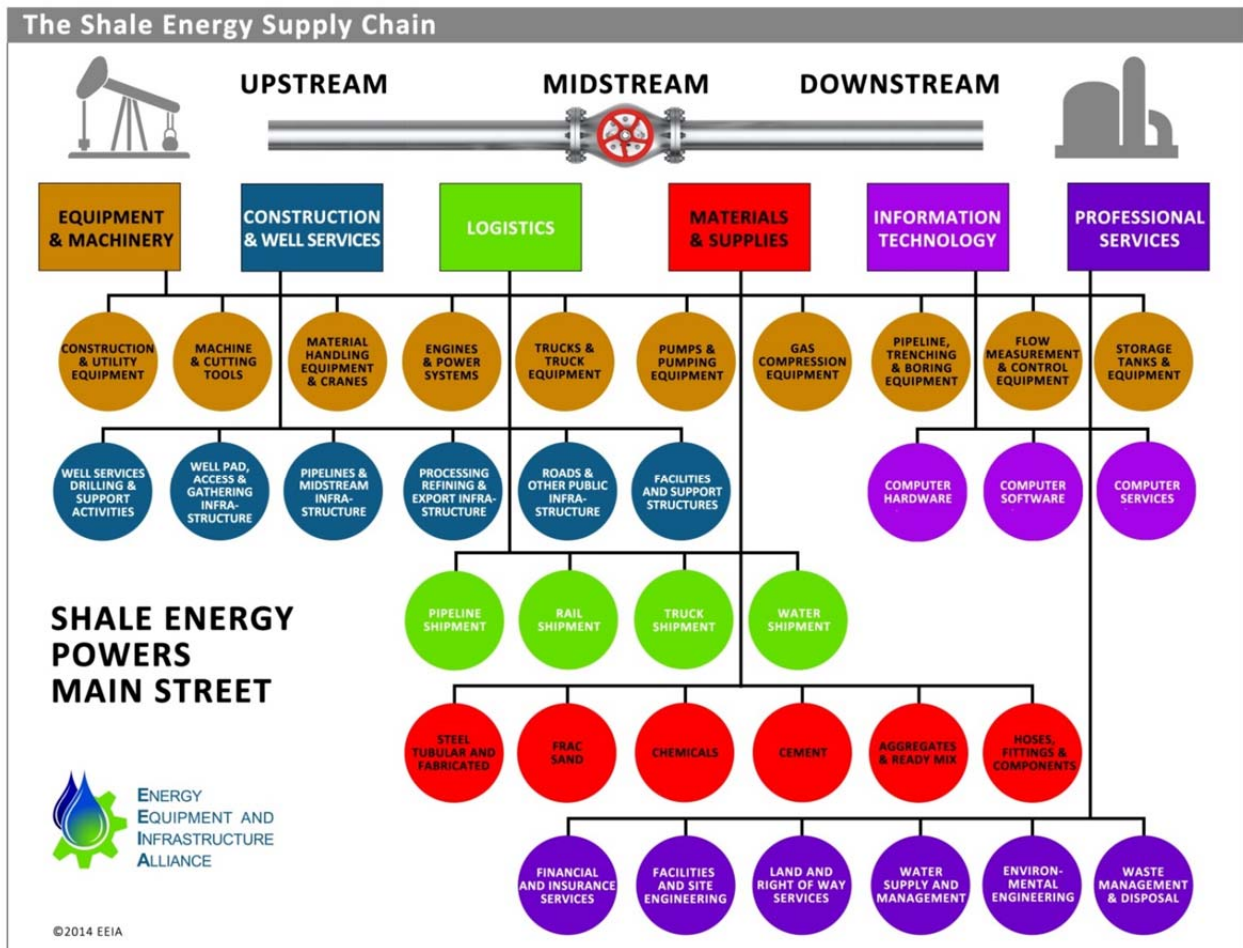 The Shale Energy Supply Chain
UPSTREAM
MIDSTREAM
DOWNSTREAM
EQUIPMENT
& MACHINERY
CONSTRUCTION
& WELL SERVICES
LOGISTICS
MATERIALS
& SUPPLIES
INFORMATION
TECHNOLOGY
PROFESSIONAL
SERVICES
CONSTRUCTION
& UTILITY
EQUIPMENT
MACHINE
& CUTTING
TOOLS
MATERIAL
HANDLING
EQUIPMENT
& CRANES
ENGINES
& POWER
SYSTEMS
TRUCKS &
TRUCK
EQUIPMENT
PUMPS &
PUMPING
EQUIPMENT
GAS
COMPRESSION
EQUIPMENT
PIPELINE,
TRENCHING
& BORING
EQUIPMENT
FLOW
MEASUREMENT
& CONTROL
EQUIPMENT
STORAGE
TANKS &
EQUIPMENT
WELL SERVICES
DRILLING &
SUPPORT
ACTIVITIES
WELL PAD,
ACCESS &
GATHERING
INFRA-
STRUCTURE
PIPELINES &
MIDSTREAM
INFRA-
STRUCTURE
PROCESSING
REFINING &
EXPORT INFRA-
STRUCTURE
ROADS &
OTHER PUBLIC
INFRA-
STRUCTURE
FACILITIES
AND SUPPORT
STRUCTURES
COMPUTER
HARDWARE
COMPUTER
SOFTWARE
COMPUTER
SERVICES
PIPELINE
SHIPMENT
RAIL
SHIPMENT
TRUCK
SHIPMENT
WATER
SHIPMENT
SHALE ENERGY
POWERS
MAIN STREET
STEEL
TUBULAR AND
FABRICATED
FRAC
SAND
CHEMICALS
CEMENT
AGGREGATES
& READY MIX
HOSES,
FITTINGS &
COMPONENTS
ENERGY
EQUIPMENT AND
INFRASTRUCTURE
ALLIANCE
FINANCIAL
AND INSURANCE
SERVICES
FACILITIES
AND SITE
ENGINEERING
LAND AND
RIGHT OF WAY
SERVICES
WATER
SUPPLY AND
MANAGEMENT
ENVIRON-
MENTAL
ENGINEERING
WASTE
MANAGEMENT
& DISPOSAL
©2014 EEIA